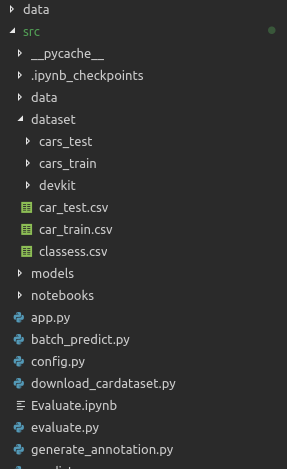 data
src
__pycache__
.ipynb_checkpoints
data
dataset
cars_test
cars_train
devkit
car_test.csv
car_train.csv
classess.csv
models
notebooks
app.py
batch_predict.py
config.py
download_cardataset.py
Evaluate.ipynb
evaluate.py
generate_annotation.py